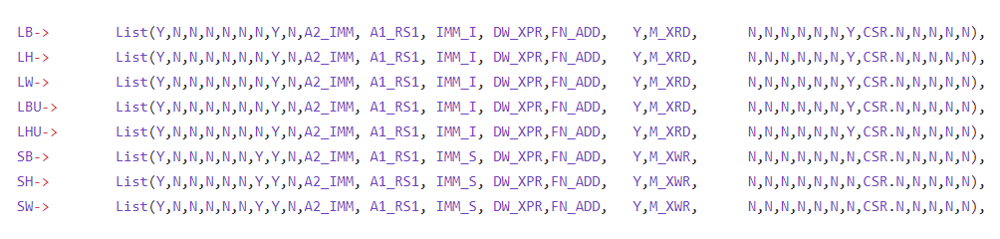 LB-> List(Y,N,N,N,N,N,N,Y,N,A2_IMM, A1_RS1, IMM_I, DW_XPR,FN_ADD, Y,M_XRD, N,N,N,N,N,N,Y,CSR.N,N,N,N,N),
LH-> List(Y,N,N,N,N,N,N,Y,N,A2_IMM, A1_RS1, IMM_I, DW_XPR,FN_ADD, Y,M_XRD, N,N,N,N,N,N,Y,CSR.N,N,N,N,N),
LW-> List(Y,N,N,N,N,N,N,Y,N,A2_IMM, A1_RS1, IMM_I, DW_XPR,FN_ADD, Y,M_XRD, N,N,N,N,N,N,Y,CSR.N,N,N,N,N),
LBU-> List(Y,N,N,N,N,N,N,Y,N,A2_IMM, A1_RS1, IMM_I, DW_XPR,FN_ADD, Y,M_XRD, N,N,N,N,N,N,Y,CSR.N,N,N,N,N),
LHU-> List(Y,N,N,N,N,N,N,Y,N,A2_IMM, A1_RS1, IMM_I, DW_XPR,FN_ADD, Y,M_XRD, N,N,N,N,N,N,Y,CSR.N,N,N,N,N),
SB-> List(Y,N,N,N,N,N,Y,Y,N,A2_IMM, A1_RS1, IMM_S, DW_XPR,FN_ADD, Y,M_XWR, N,N,N,N,N,N,N,CSR.N,N,N,N,N),
SH-> List(Y,N,N,N,N,N,Y,Y,N,A2_IMM, A1_RS1, IMM_S, DW_XPR,FN_ADD, Y,M_XWR, N,N,N,N,N,N,N,CSR.N,N,N,N,N),
SW-> List(Y,N,N,N,N,N,Y,Y,N,A2_IMM, A1_RS1, IMM_S, DW_XPR,FN_ADD, Y,M_XWR, N,N,N,N,N,N,N,CSR.N,N,N,N,N),